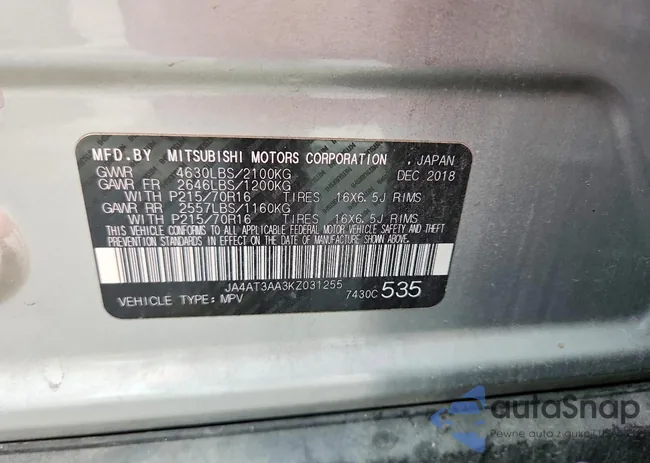 MFD.BY MITSUBISHI MOTORS CORPORATION , JAPAN
GVWR 4630LBS/2100KG DEC 2018
GAWR FR 2646LBS/1200KG
WITH P215/70R16 TIRES 16X6.5J RIMS
GAWR RR 2557LBS/1160KG
WITH P215/70R16 TIRES 16X6.5J RIMS
THIS VEHICLE CONFORMS TO ALL APPLICABLE FEDERAL MOTOR VEHICLE SAFETY AND THEFT
PREVENTION STANDARDS IN EFFECT ON THE DATE OF MANUFACTURE SHOWN ABOVE.
JA4AT3AA3KZ031255
VEHICLE TYPE: MPV 7430C 535
autoSnap
Pewne auta z